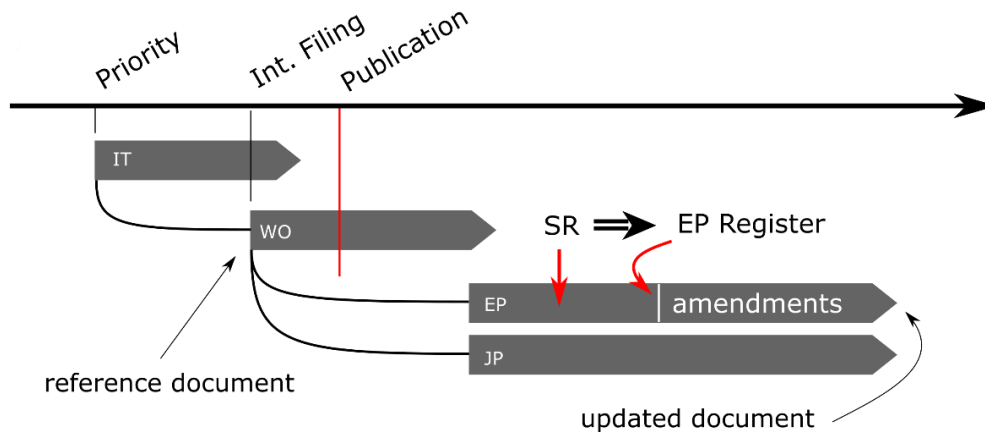 Priority
Int. Filing
Publication
IT
WO
SR
EP Register
EP
amendments
JP
reference document
updated document